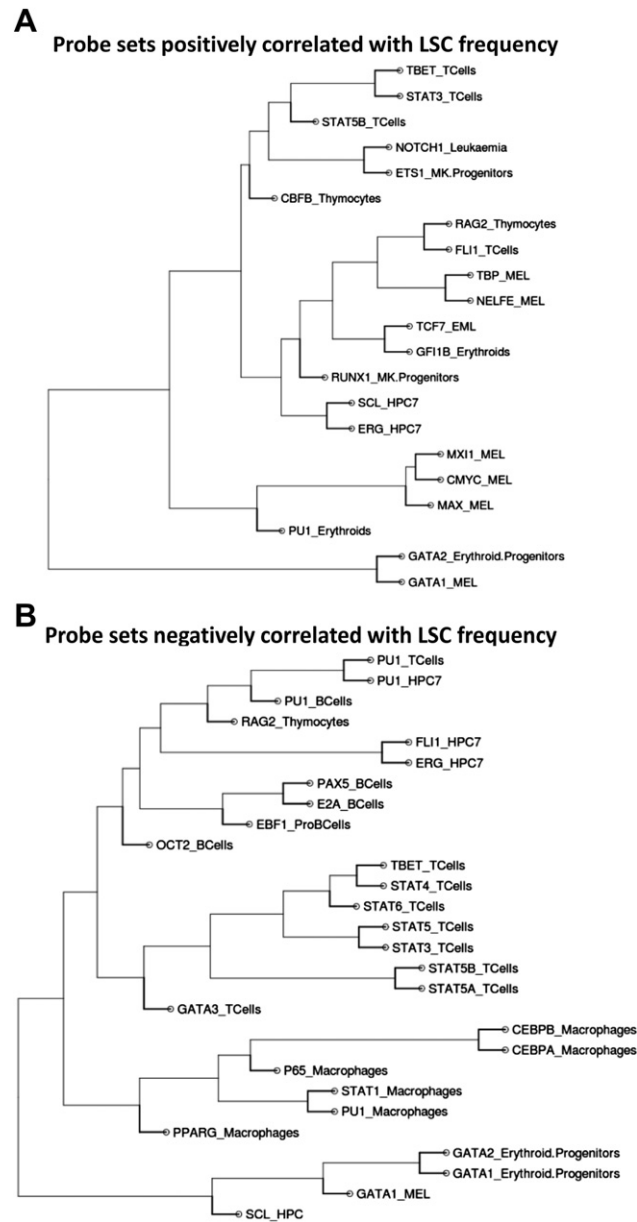 A
Probe sets positively correlated with LSC frequency
TBET_TCells
STAT3_TCells
STAT5B_TCells
NOTCH1_Leukaemia
ETS1_MK.Progenitors
CBFB_Thymocytes
RAG2_Thymocytes
FLI1_TCells
TBP_MEL
NELFE_MEL
TCF7_EML
GFI1B_Erythroids
RUNX1_MK.Progenitors
SCL_HPC7
ERG_HPC7
MXI1_MEL
CMYC_MEL
MAX_MEL
PU1_Erythroids
GATA2_Erythroid.Progenitors
GATA1_MEL
B
Probe sets negatively correlated with LSC frequency
PU1_TCells
PU1_HPC7
PU1_BCells
RAG2_Thymocytes
FLI1_HPC7
ERG_HPC7
PAX5_BCells
E2A_BCells
EBF1_ProBCells
OCT2_BCells
TBET_TCells
STAT4_TCells
STAT6_TCells
STAT5_TCells
STAT3_TCells
STAT5B_TCells
STAT5A_TCells
GATA3_TCells
CEBPB_Macrophages
CEBPA_Macrophages
P65_Macrophages
STAT1_Macrophages
PU1_Macrophages
PPARG_Macrophages
GATA2_Erythroid.Progenitors
GATA1_Erythroid.Progenitors
GATA1_MEL
SCL_HPC